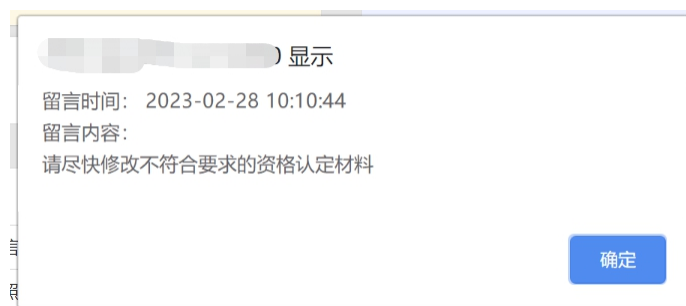 显示
留言时间： 2023-02-28 10:10:44
留言内容：
请尽快修改不符合要求的资格认定材料
确定
照